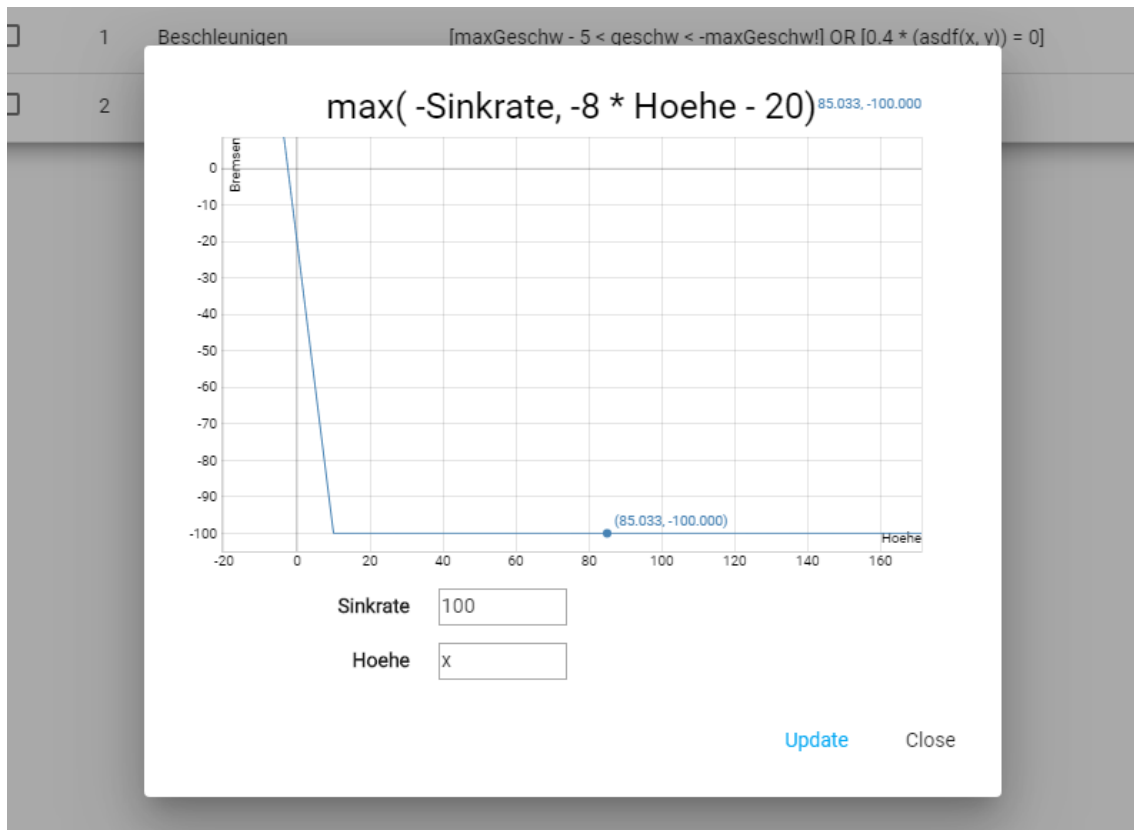 1 Beschleunigen [maxGeschw - 5 < geschw < -maxGeschw!] OR [0.4 * (asdf(x, y)) = 0]
2
max( -Sinkrate, -8 * Hoehe - 20)
85.033, -100.000
Bremsen
0
-10
-20
-30
-40
-50
-60
-70
-80
-90
-100
(85.033, -100.000)
Hoehe
-20 0 20 40 60 80 100 120 140 160
Sinkrate 100
Hoehe x
Update Close